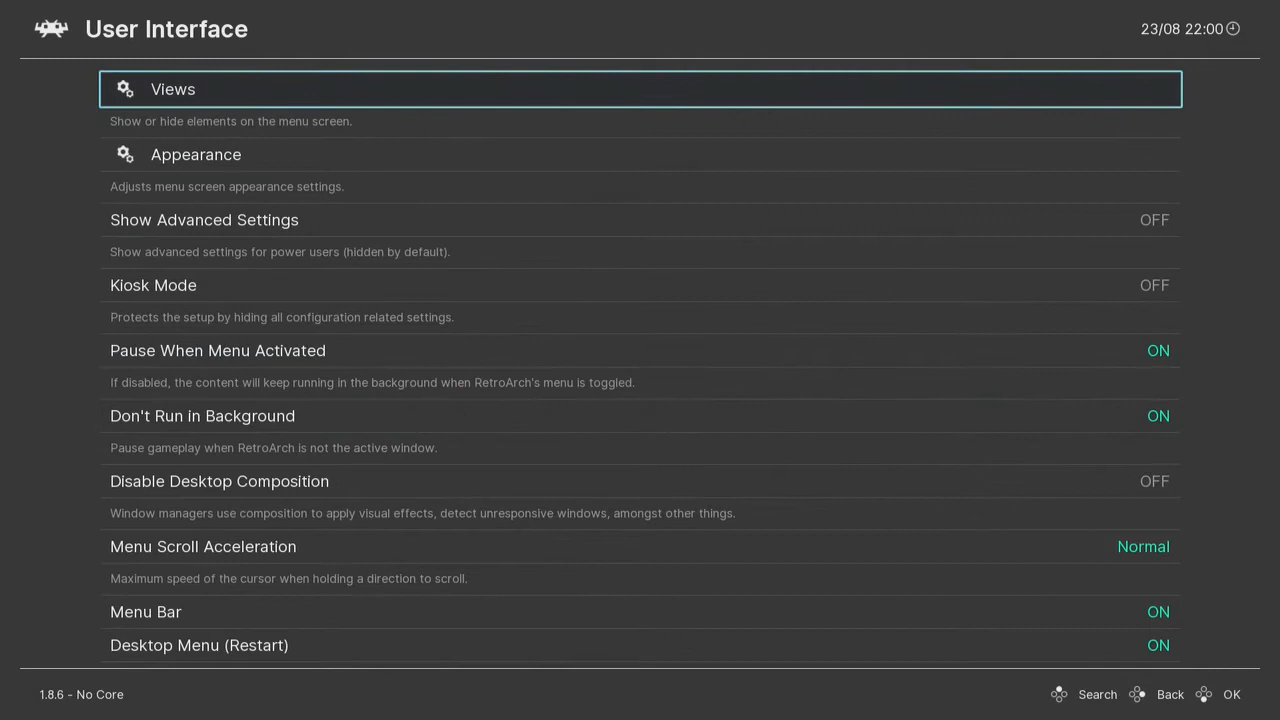 User Interface
23/08 22:00
Views
Show or hide elements on the menu screen.
Appearance
Adjusts menu screen appearance settings.
Show Advanced Settings OFF
Show advanced settings for power users (hidden by default).
Kiosk Mode OFF
Protects the setup by hiding all configuration related settings.
Pause When Menu Activated ON
If disabled, the content will keep running in the background when RetroArch's menu is toggled.
Don't Run in Background ON
Pause gameplay when RetroArch is not the active window.
Disable Desktop Composition OFF
Window managers use composition to apply visual effects, detect unresponsive windows, amongst other things.
Menu Scroll Acceleration Normal
Maximum speed of the cursor when holding a direction to scroll.
Menu Bar ON
Desktop Menu (Restart) ON
1.8.6 - No Core
Search Back OK